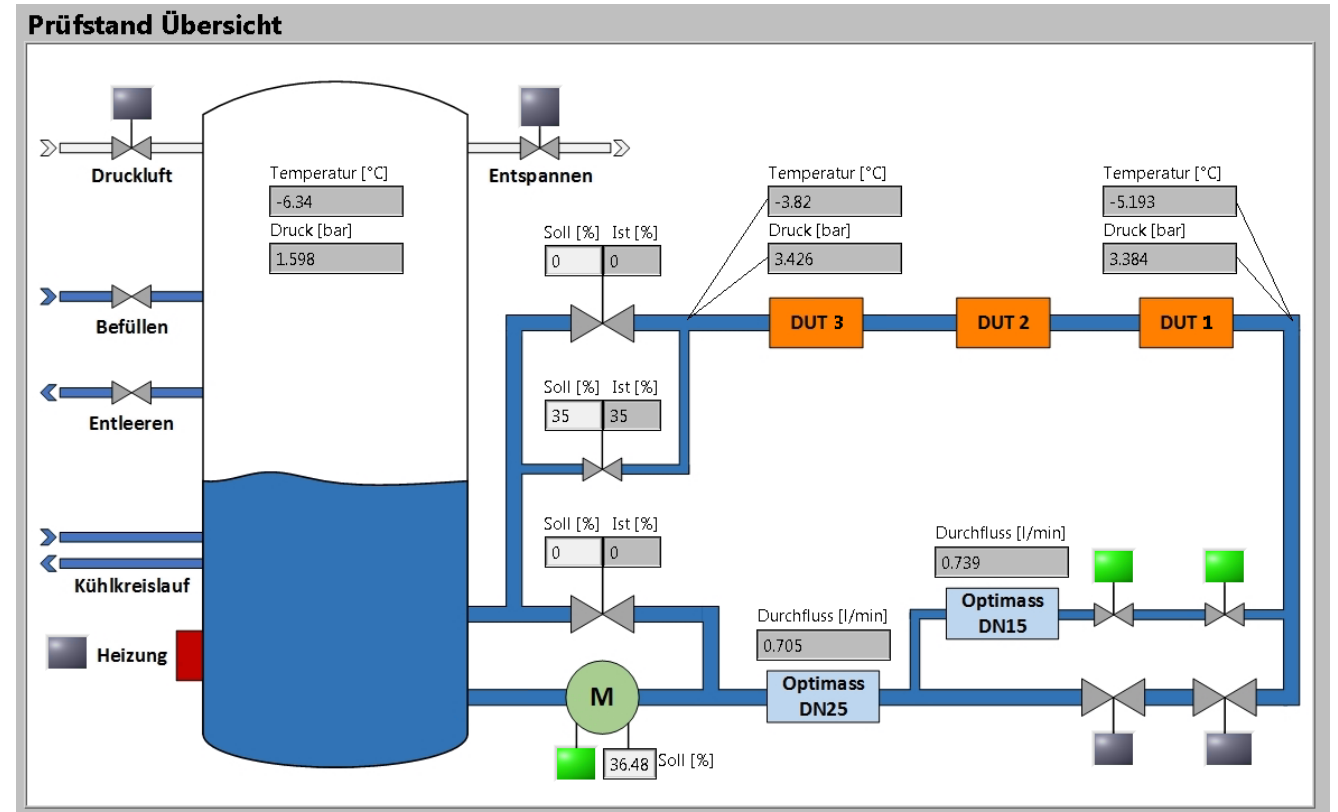 Prüfstand Übersicht
Druckluft
Entspannen
Temperatur [°C]
-6.34
Druck [bar]
1.598
Temperatur [°C]
-3.82
Druck [bar]
3.426
Temperatur [°C]
-5.193
Druck [bar]
3.384
Soll [%] Ist [%]
0 0
Befüllen
DUT 3
DUT 2
DUT 1
Entleeren
Soll [%] Ist [%]
35 35
Soll [%] Ist [%]
0 0
Kühlkreislauf
Durchfluss [l/min]
0.739
Optimass
DN15
Heizung
Durchfluss [l/min]
0.705
Optimass
DN25
M
36.48 Soll [%]